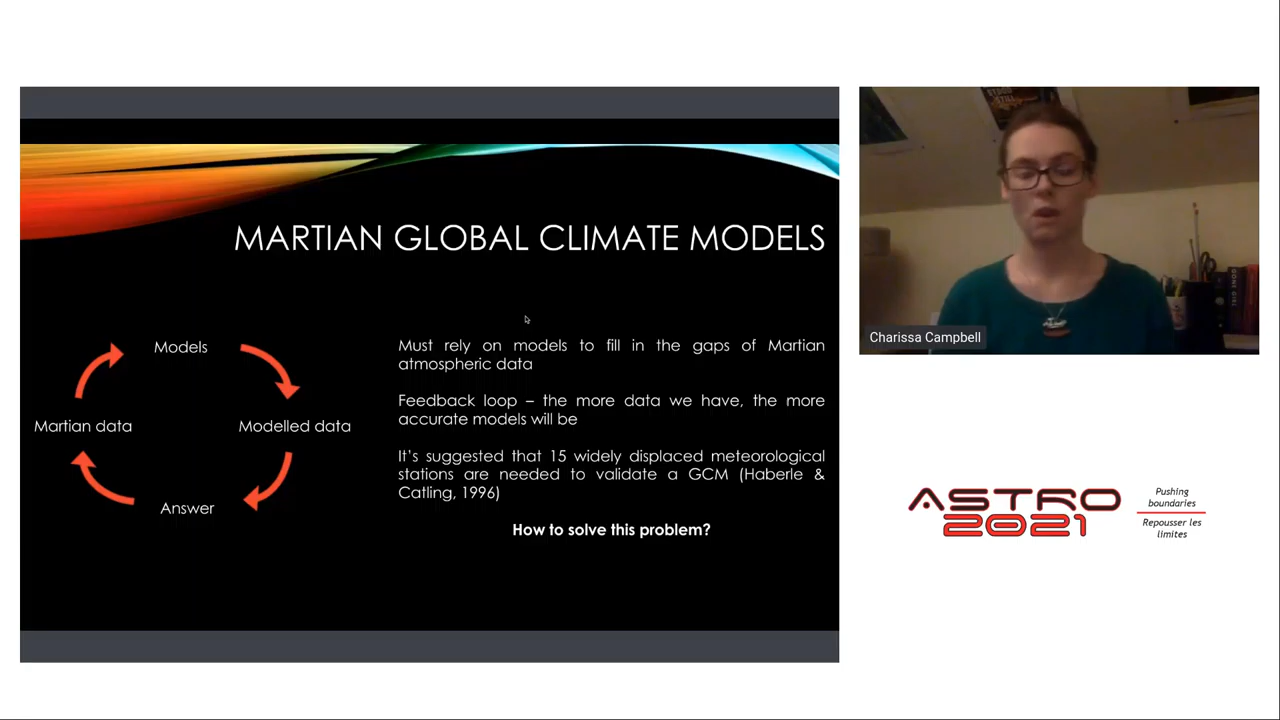 MARTIAN GLOBAL CLIMATE MODELS
Models
Martian data
Modelled data
Answer
Must rely on models to fill in the gaps of Martian
atmospheric data
Feedback loop – the more data we have, the more
accurate models will be
It's suggested that 15 widely displaced meteorological
stations are needed to validate a GCM (Haberle &
Catling, 1996)
How to solve this problem?
Charissa Campbell
ASTRO
2021
Pushing
boundaries
Repousser les
limites